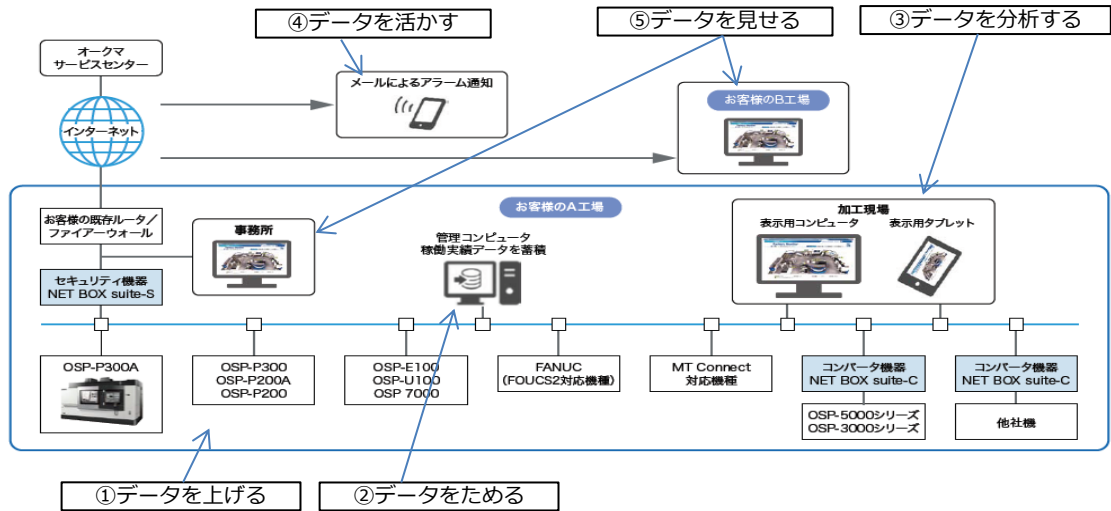 ④データを活かす
⑤データを見せる
③データを分析する
オークマ
サービスセンター
メールによるアラーム通知
お客様のB工場
インターネット
お客様の既存ルータ／
ファイアーウォール
事務所
お客様のA工場
管理コンピュータ
稼働実績データを蓄積
加工現場
表示用コンピュータ
表示用タブレット
セキュリティ機器
NET BOX suite-S
OSP-P300A
OSP-P300
OSP-P200A
OSP-P200
OSP-E100
OSP-U100
OSP 7000
FANUC
(FOUCS2対応機種)
MT Connect
対応機種
コンバータ機器
NET BOX suite-C
コンバータ機器
NET BOX suite-C
OSP-5000シリーズ
OSP-3000シリーズ
他社機
①データを上げる
②データをためる